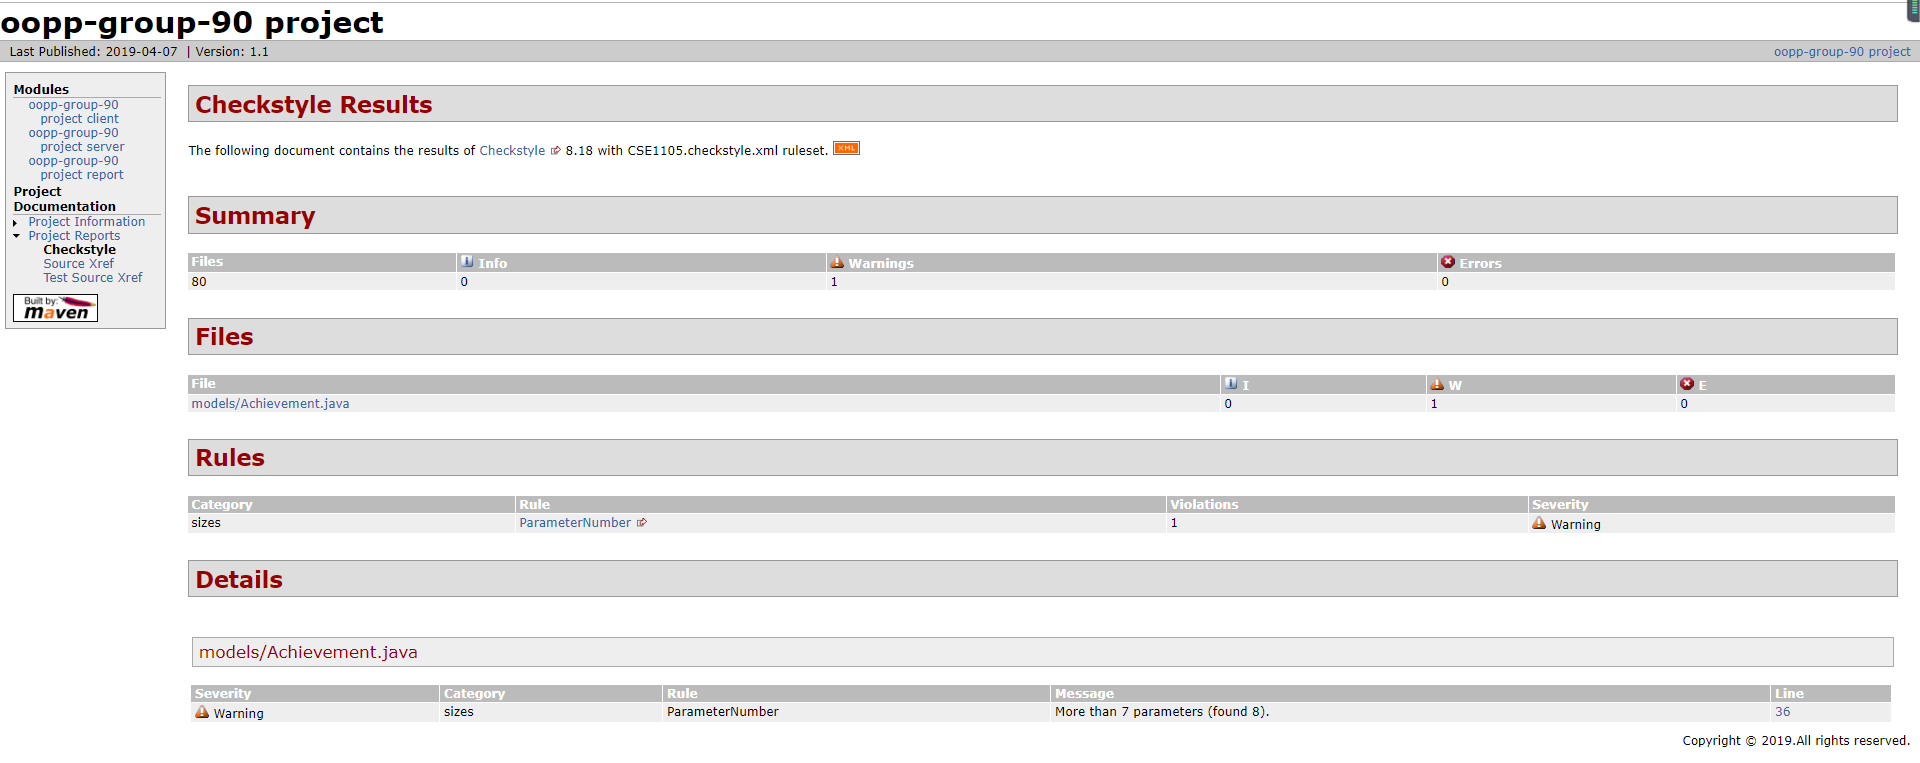 oopp-group-90 project
Last Published: 2019-04-07 | Version: 1.1
oopp-group-90 project
Modules
oopp-group-90
project client
oopp-group-90
project server
oopp-group-90
project report
Project
Documentation
Project Information
Project Reports
Checkstyle
Source Xref
Test Source Xref
Built by:
maven
Checkstyle Results
The following document contains the results of Checkstyle 8.18 with CSE1105.checkstyle.xml ruleset. XML
Summary
Files Info Warnings Errors
80 0 1 0
Files
File I W E
models/Achievement.java 0 1 0
Rules
Category Rule Violations Severity
sizes ParameterNumber 1 Warning
Details
models/Achievement.java
Severity Category Rule Message Line
Warning sizes ParameterNumber More than 7 parameters (found 8). 36
Copyright © 2019.All rights reserved.